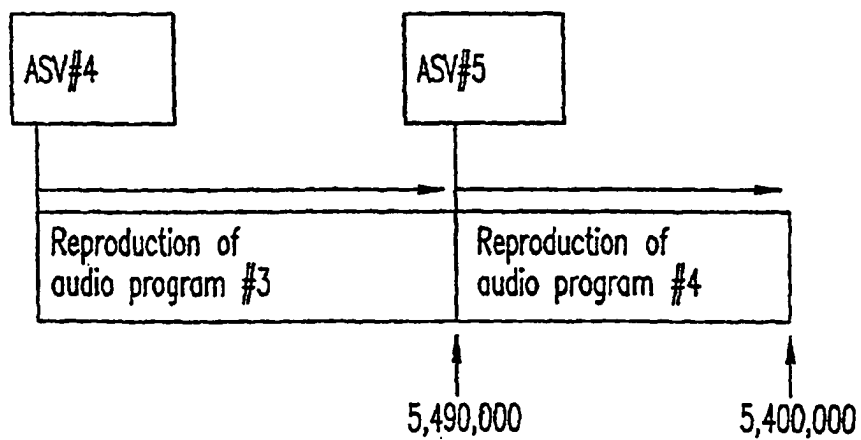 ASV#4
ASV#5
Reproduction of
audio program #3
Reproduction of
audio program #4
5,490,000
5,400,000